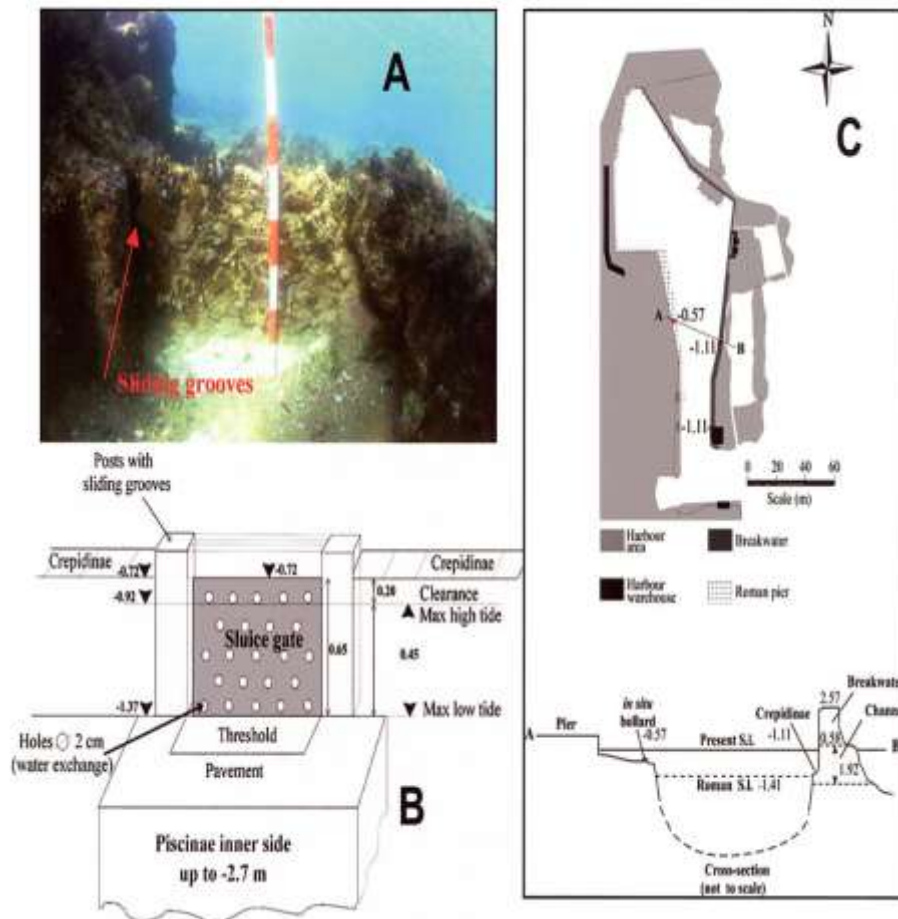 A
Sliding grooves
Posts with
sliding grooves
Crepidinae
Crepidinae
-0.72
-0.72
-0.92
0.20
Clearance
Max high tide
Sluice gate
0.65
0.45
-1.37
Max low tide
Holes ∅ 2 cm
(water exchange)
Threshold
Pavement
B
Piscinae inner side
up to -2.7 m
N
C
A
-0.57
-1.11
B
-1.11
0 20 40 60
Scale (m)
Harbour
area
Breakwater
Harbour
warehouse
Roman pier
Breakwate
in situ
bollard
2.57
Crepidinae
A
Pier
-0.57
-1.11
0.58
Chann
Present S.l.
Roman S.l. -1.41
1.92
Cross-section
(not to scale)